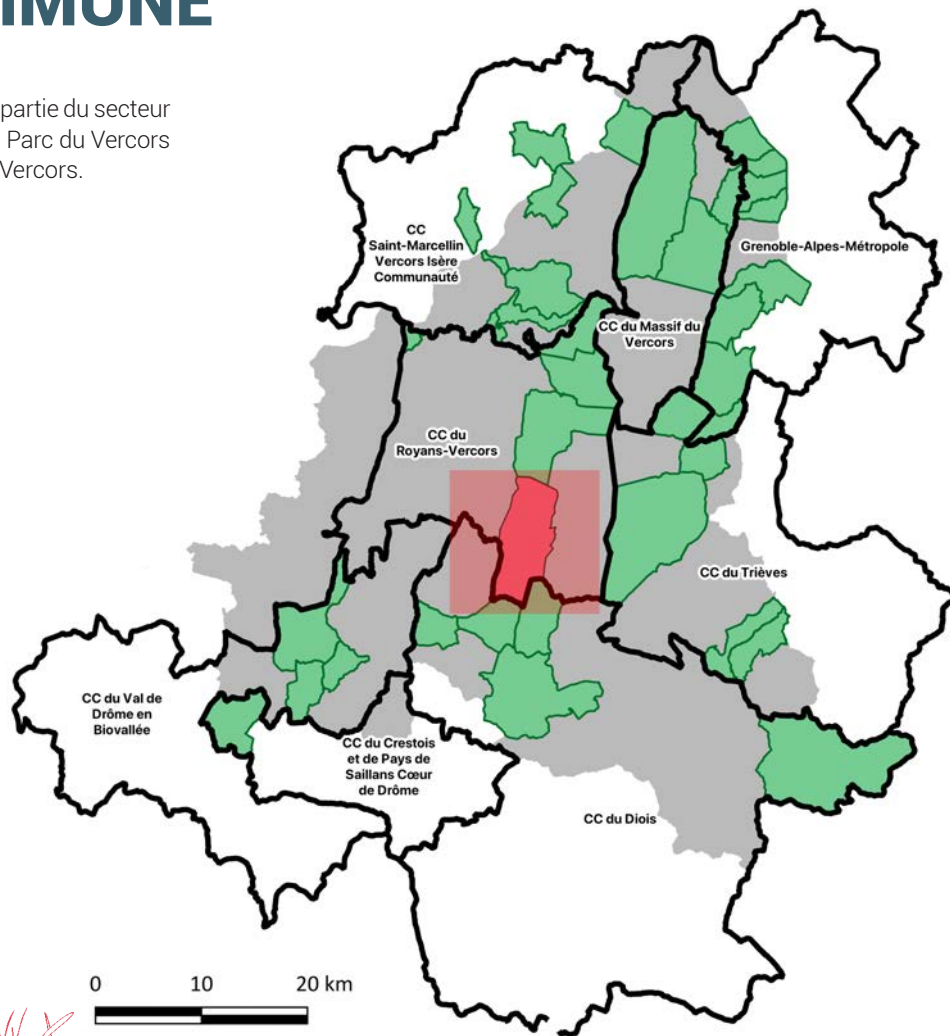 partie du secteur
Parc du Vercors
Vercors.
CC
Saint-Marcellin
Vercors Isère
Communauté
Grenoble-Alpes-Métropole
CC du Massif du
Vercors
CC du
Royans-Vercors
CC du Trièves
CC du Val de
Drôme en
Biovallée
CC du Crestois
et de Pays de
Saillans Cœur
de Drôme
CC du Diois
0 10 20 km